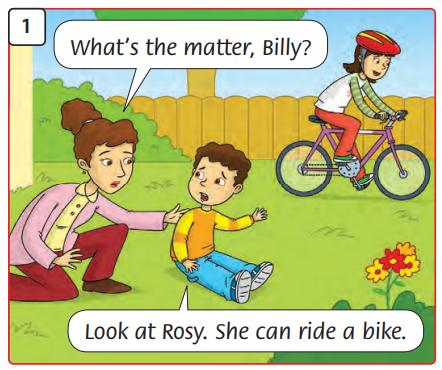 1
What's the matter, Billy?
Look at Rosy. She can ride a bike.